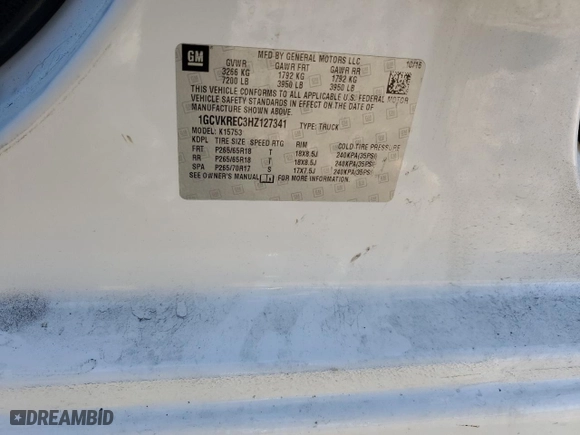 GM
MFD BY GENERAL MOTORS LLC 10/16
GVWR GAWR FRT GAWR RR
3266 KG 1792 KG 1792 KG
7200 LB 3950 LB 3950 LB
THIS VEHICLE CONFORMS TO ALL APPLICABLE U.S. FEDERAL MOTOR
VEHICLE SAFETY, BUMPER, AND THEFT PREVENTION
STANDARDS IN EFFECT ON THE DATE OF
MANUFACTURE SHOWN ABOVE.
1GCVKREC3HZ127341 TYPE: TRUCK
MODEL: K15753
KDPL TIRE SIZE SPEED RTG RIM COLD TIRE PRESSURE
FRT P265/65R18 T 18X8.5J 240KPA(35PSI)
RR P265/65R18 T 18X8.5J 240KPA(35PSI)
SPA P265/70R17 S 17X7.5J 240KPA(35PSI)
SEE OWNER'S MANUAL FOR MORE INFORMATION.
DREAMBID